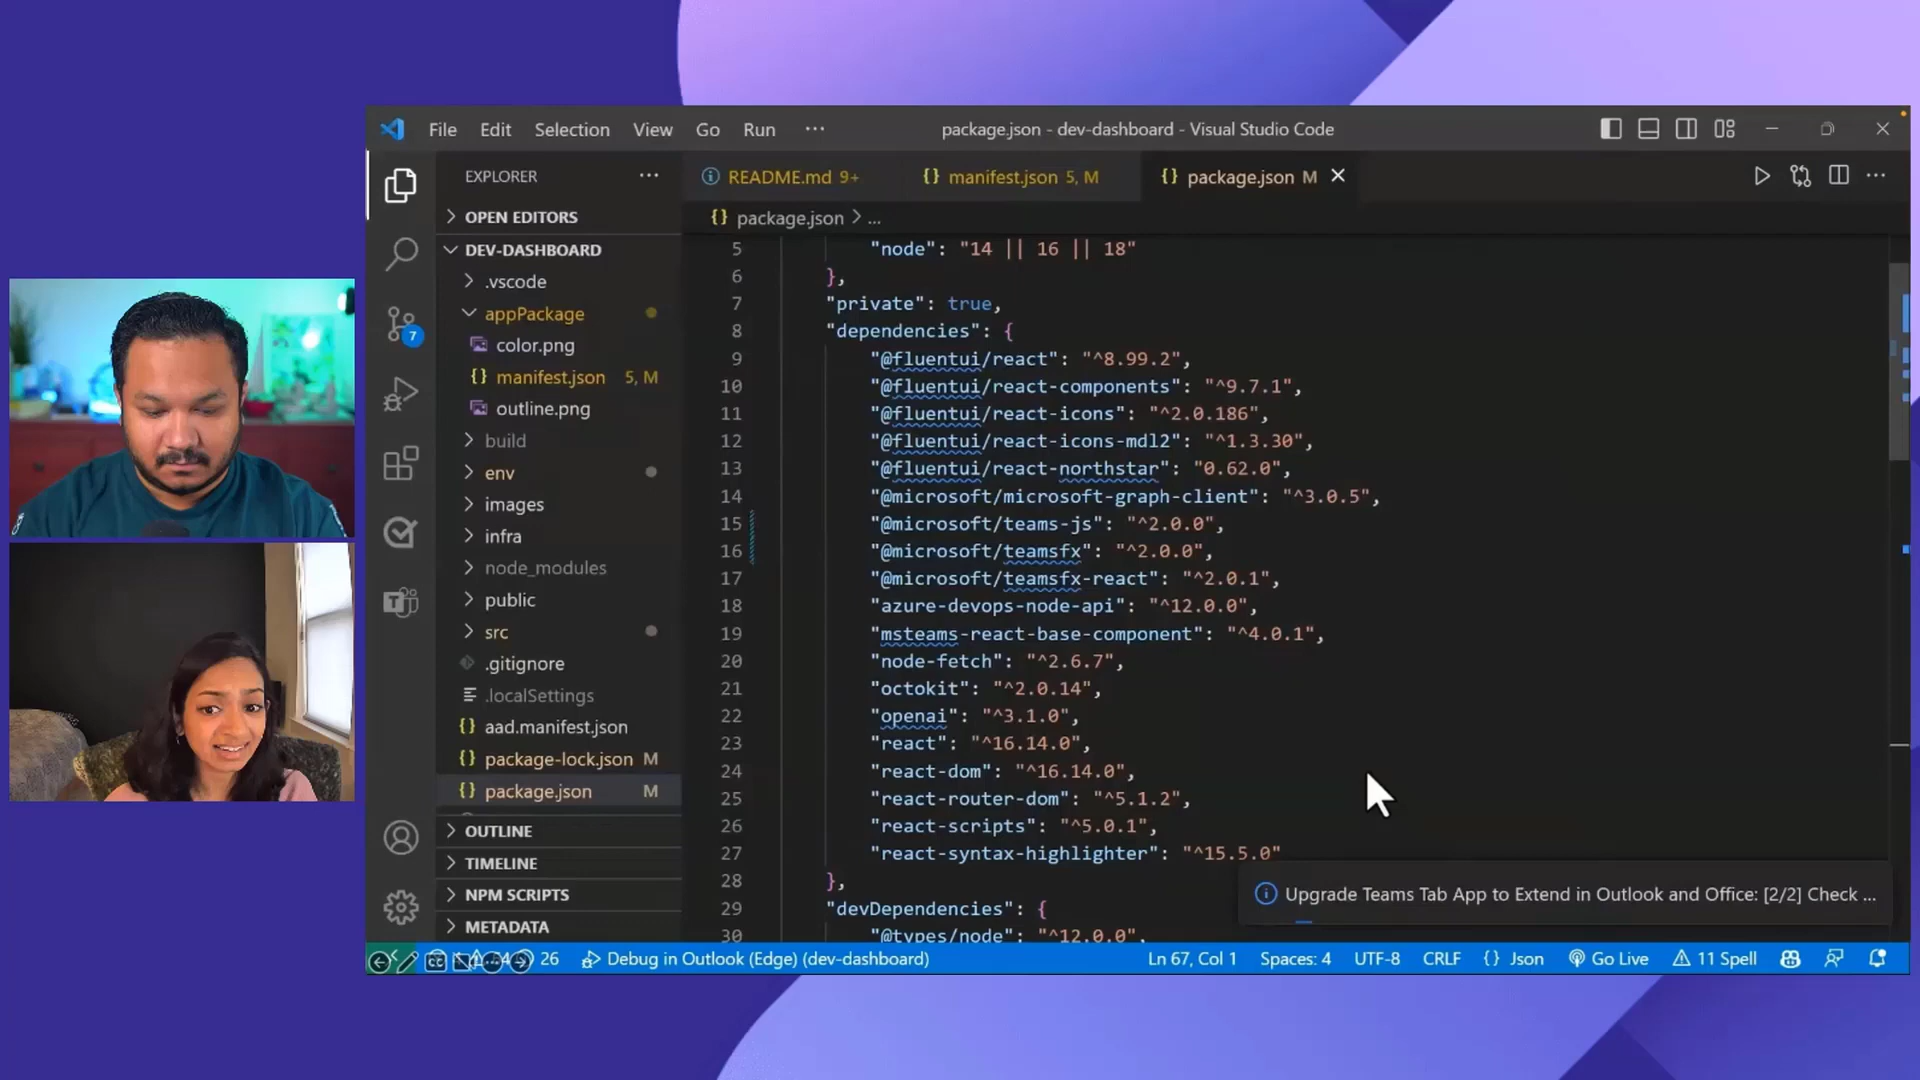 File Edit Selection View Go Run ···
package.json - dev-dashboard - Visual Studio Code
EXPLORER ···
README.md 9+
{} manifest.json 5, M
{} package.json M
OPEN EDITORS
DEV-DASHBOARD
.vscode
appPackage
color.png
{} manifest.json 5, M
outline.png
build
env
images
infra
node_modules
public
src
.gitignore
.localSettings
{} aad.manifest.json
{} package-lock.json M
{} package.json M
OUTLINE
TIMELINE
NPM SCRIPTS
METADATA
7
{} package.json > ...
5 "node": "14 || 16 || 18"
6 },
7 "private": true,
8 "dependencies": {
9 "@fluentui/react": "^8.99.2",
10 "@fluentui/react-components": "^9.7.1",
11 "@fluentui/react-icons": "^2.0.186",
12 "@fluentui/react-icons-mdl2": "^1.3.30",
13 "@fluentui/react-northstar": "0.62.0",
14 "@microsoft/microsoft-graph-client": "^3.0.5",
15 "@microsoft/teams-js": "^2.0.0",
16 "@microsoft/teamsfx": "^2.0.0",
17 "@microsoft/teamsfx-react": "^2.0.1",
18 "azure-devops-node-api": "^12.0.0",
19 "msteams-react-base-component": "^4.0.1",
20 "node-fetch": "^2.6.7",
21 "octokit": "^2.0.14",
22 "openai": "^3.1.0",
23 "react": "^16.14.0",
24 "react-dom": "^16.14.0",
25 "react-router-dom": "^5.1.2",
26 "react-scripts": "^5.0.1",
27 "react-syntax-highlighter": "^15.5.0"
28 },
29 "devDependencies": {
30 "@types/node": "^12.0.0",
Upgrade Teams Tab App to Extend in Outlook and Office: [2/2] Check ...
26 Debug in Outlook (Edge) (dev-dashboard) Ln 67, Col 1 Spaces: 4 UTF-8 CRLF {} Json Go Live 11 Spell